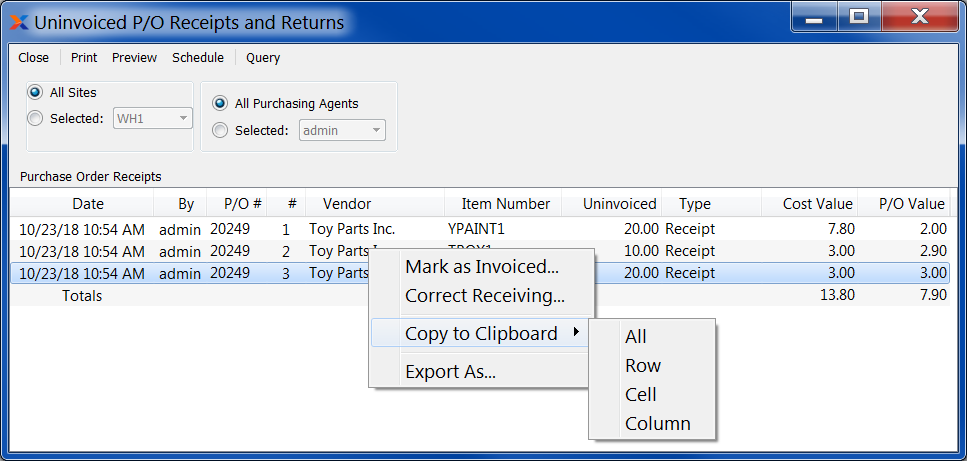 Uninvoiced P/O Receipts and Returns
Close Print Preview Schedule Query
All Sites
Selected: WH1
All Purchasing Agents
Selected: admin
Purchase Order Receipts
Date By P/O # # Vendor Item Number Uninvoiced Type Cost Value P/O Value
10/23/18 10:54 AM admin 20249 1 Toy Parts Inc. YPAINT1 20.00 Receipt 7.80 2.00
10/23/18 10:54 AM admin 20249 2 Toy Parts 10.00 Receipt 3.00 2.90
10/23/18 10:54 AM admin 20249 3 Toy Parts 20.00 Receipt 3.00 3.00
Totals 13.80 7.90
Mark as Invoiced...
Correct Receiving...
Copy to Clipboard
Export As...
All
Row
Cell
Column